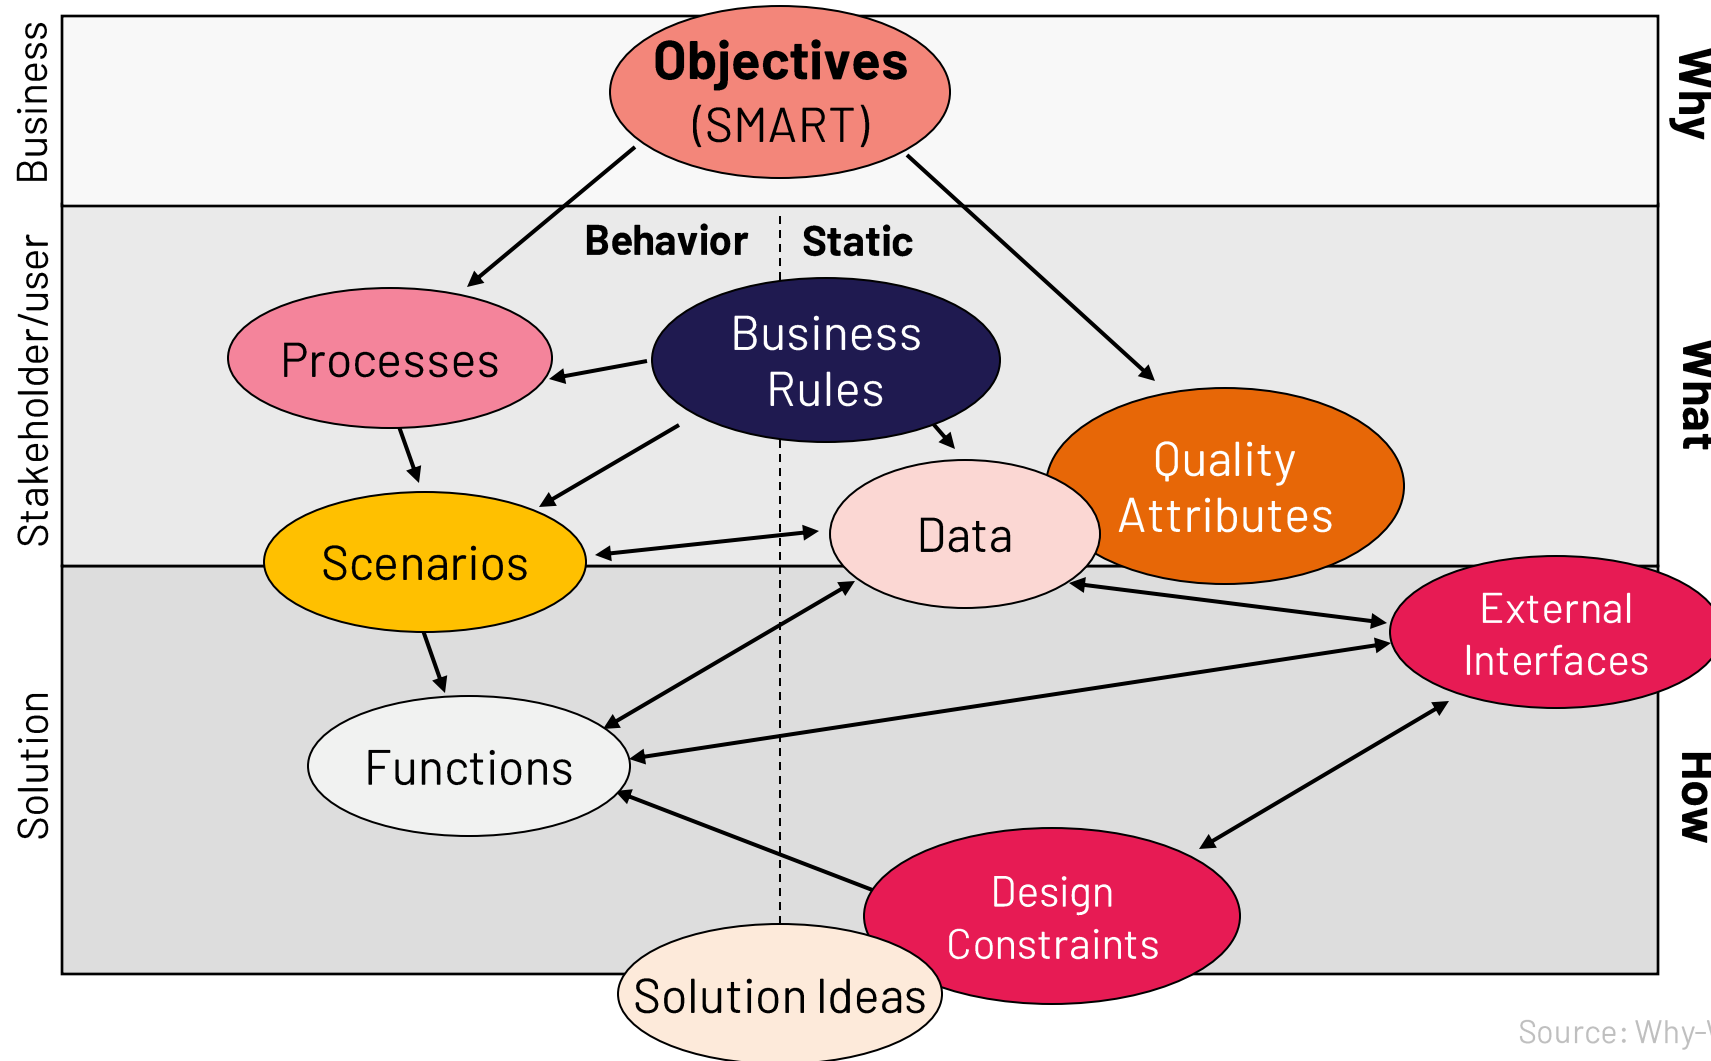 Business
Objectives
(SMART)
Why
Stakeholder/user
Behavior
Static
Processes
Business
Rules
What
Quality
Attributes
Data
Scenarios
External
Interfaces
Solution
Functions
How
Design
Constraints
Solution Ideas
Source: Why-